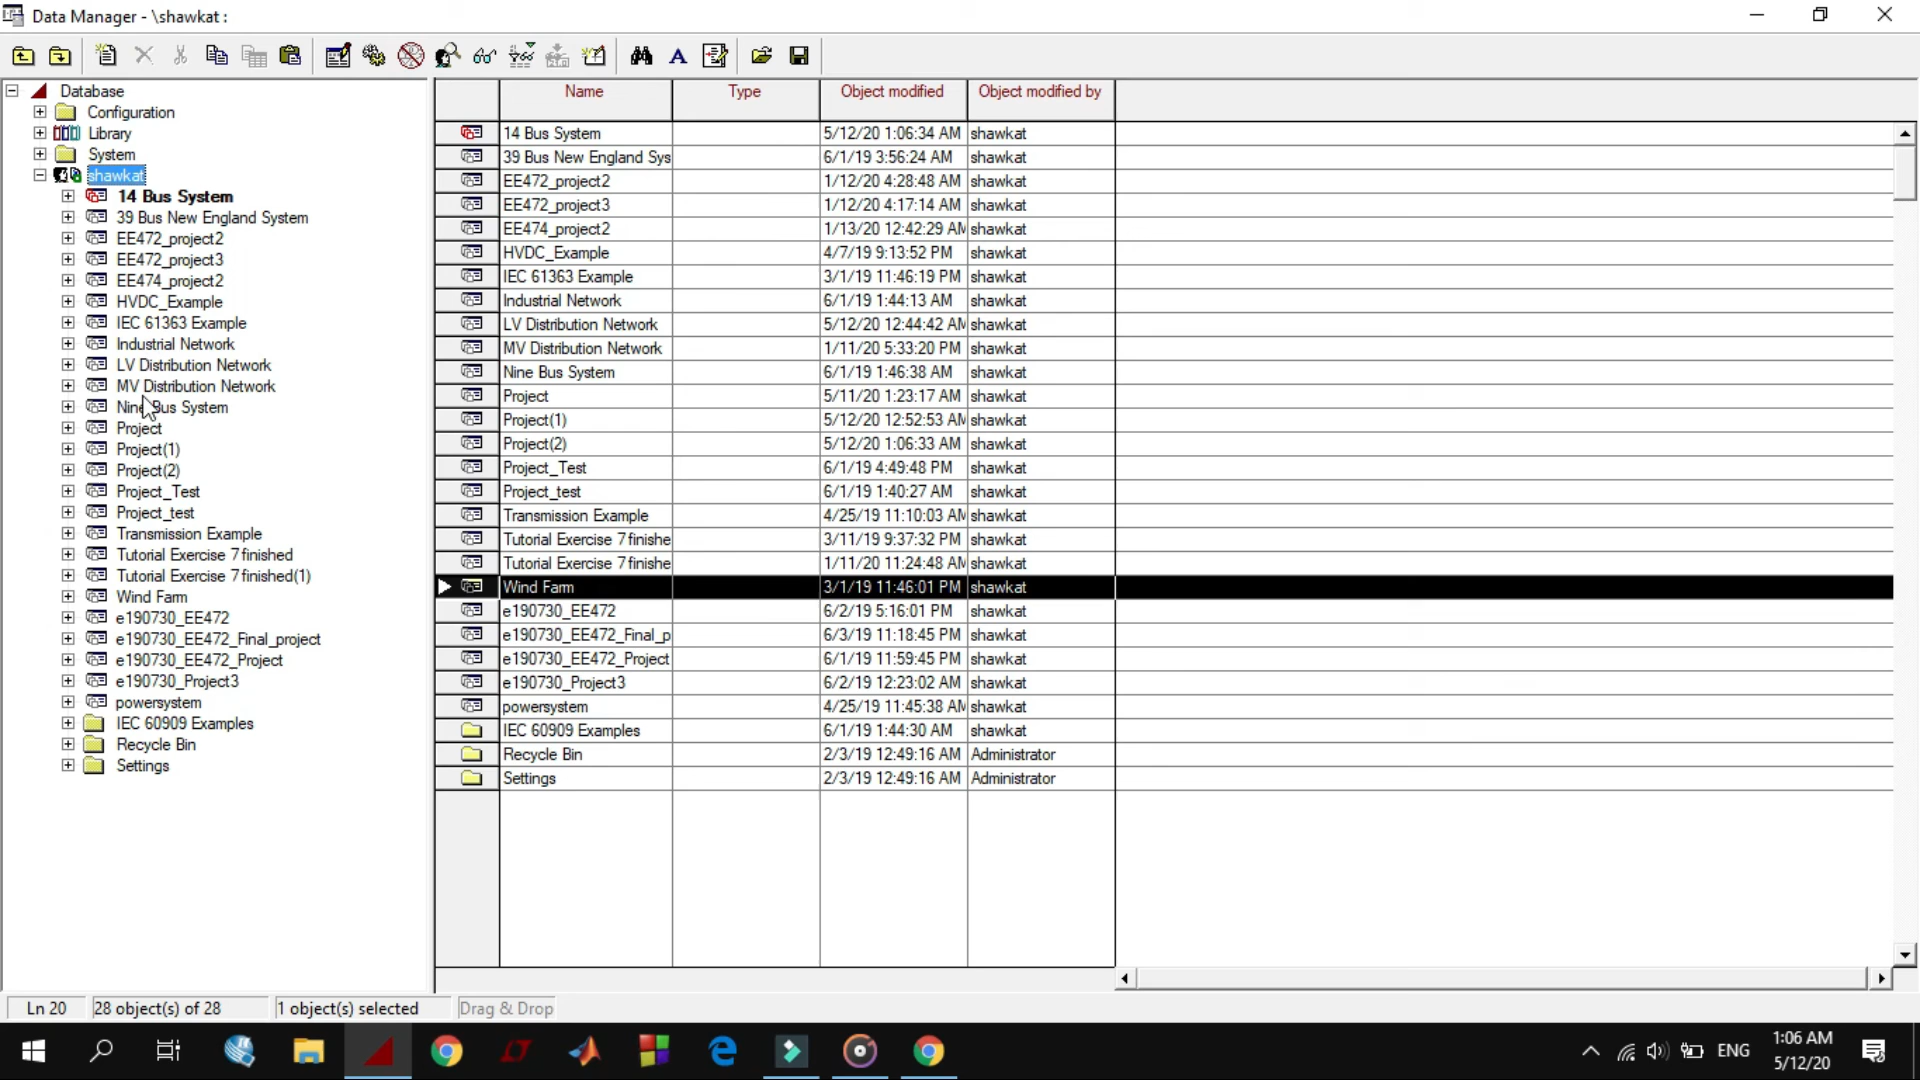 Data Manager - \shawkat :
Database
Configuration
Library
System
shawkat
14 Bus System
39 Bus New England System
EE472_project2
EE472_project3
EE474_project2
HVDC_Example
IEC 61363 Example
Industrial Network
LV Distribution Network
MV Distribution Network
Nine Bus System
Project
Project(1)
Project(2)
Project_Test
Project_test
Transmission Example
Tutorial Exercise 7 finished
Tutorial Exercise 7 finished(1)
Wind Farm
e190730_EE472
e190730_EE472_Final_project
e190730_EE472_Project
e190730_Project3
powersystem
IEC 60909 Examples
Recycle Bin
Settings
Name Type Object modified Object modified by
14 Bus System 5/12/20 1:06:34 AM shawkat
39 Bus New England Sys 6/1/19 3:56:24 AM shawkat
EE472_project2 1/12/20 4:28:48 AM shawkat
EE472_project3 1/12/20 4:17:14 AM shawkat
EE474_project2 1/13/20 12:42:29 AM shawkat
HVDC_Example 4/7/19 9:13:52 PM shawkat
IEC 61363 Example 3/1/19 11:46:19 PM shawkat
Industrial Network 6/1/19 1:44:13 AM shawkat
LV Distribution Network 5/12/20 12:44:42 AM shawkat
MV Distribution Network 1/11/20 5:33:20 PM shawkat
Nine Bus System 6/1/19 1:46:38 AM shawkat
Project 5/11/20 1:23:17 AM shawkat
Project(1) 5/12/20 12:52:53 AM shawkat
Project(2) 5/12/20 1:06:33 AM shawkat
Project_Test 6/1/19 4:49:48 PM shawkat
Project_test 6/1/19 1:40:27 AM shawkat
Transmission Example 4/25/19 11:10:03 AM shawkat
Tutorial Exercise 7 finishe 3/11/19 9:37:32 PM shawkat
Tutorial Exercise 7 finishe 1/11/20 11:24:48 AM shawkat
Wind Farm 3/1/19 11:46:01 PM shawkat
e190730_EE472 6/2/19 5:16:01 PM shawkat
e190730_EE472_Final_p 6/3/19 11:18:45 PM shawkat
e190730_EE472_Project 6/1/19 11:59:45 PM shawkat
e190730_Project3 6/2/19 12:23:02 AM shawkat
powersystem 4/25/19 11:45:38 AM shawkat
IEC 60909 Examples 6/1/19 1:44:30 AM shawkat
Recycle Bin 2/3/19 12:49:16 AM Administrator
Settings 2/3/19 12:49:16 AM Administrator
Ln 20 28 object(s) of 28 1 object(s) selected Drag & Drop
ENG 1:06 AM
5/12/20